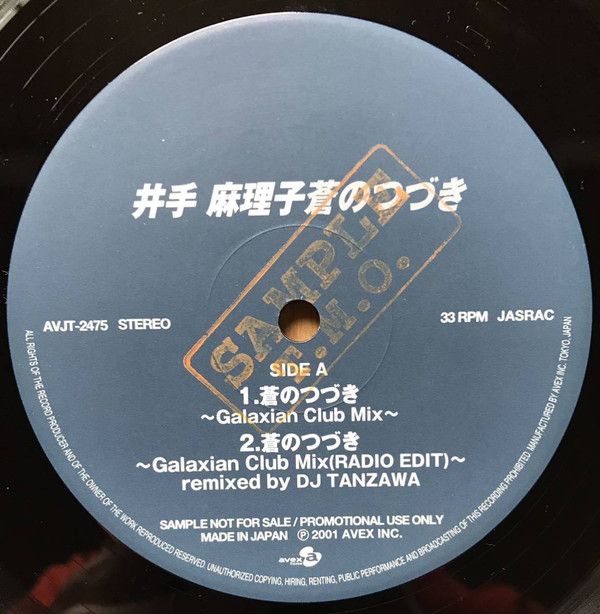 井手 麻理子蒼のつづき
SAMPLE
T.M.O.
AVJT-2475 STEREO
33 RPM JASRAC
SIDE A
1.蒼のつづき
～Galaxian Club Mix～
2.蒼のつづき
～Galaxian Club Mix(RADIO EDIT)～
remixed by DJ TANZAWA
SAMPLE NOT FOR SALE / PROMOTIONAL USE ONLY
MADE IN JAPAN ℗ 2001 AVEX INC.
avex
ALL RIGHTS OF THE RECORD PRODUCER AND OF THE OWNER OF THE WORK REPRODUCED RESERVED. UNAUTHORIZED COPYING, HIRING, RENTING, PUBLIC PERFORMANCE AND BROADCASTING OF THIS RECORDING PROHIBITED. MANUFACTURED BY AVEX INC. TOKYO, JAPAN